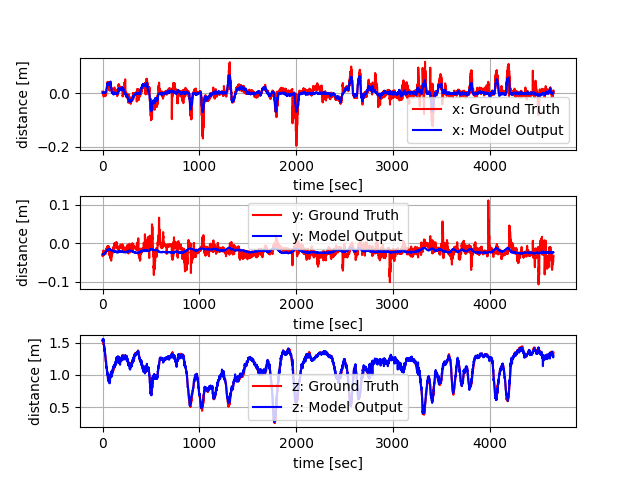 distance [m]
0.0
−0.2
x: Ground Truth
x: Model Output
0 1000 2000 3000 4000
time [sec]
distance [m]
0.1
0.0
−0.1
y: Ground Truth
y: Model Output
0 1000 2000 3000 4000
time [sec]
distance [m]
1.5
1.0
0.5
z: Ground Truth
z: Model Output
0 1000 2000 3000 4000
time [sec]